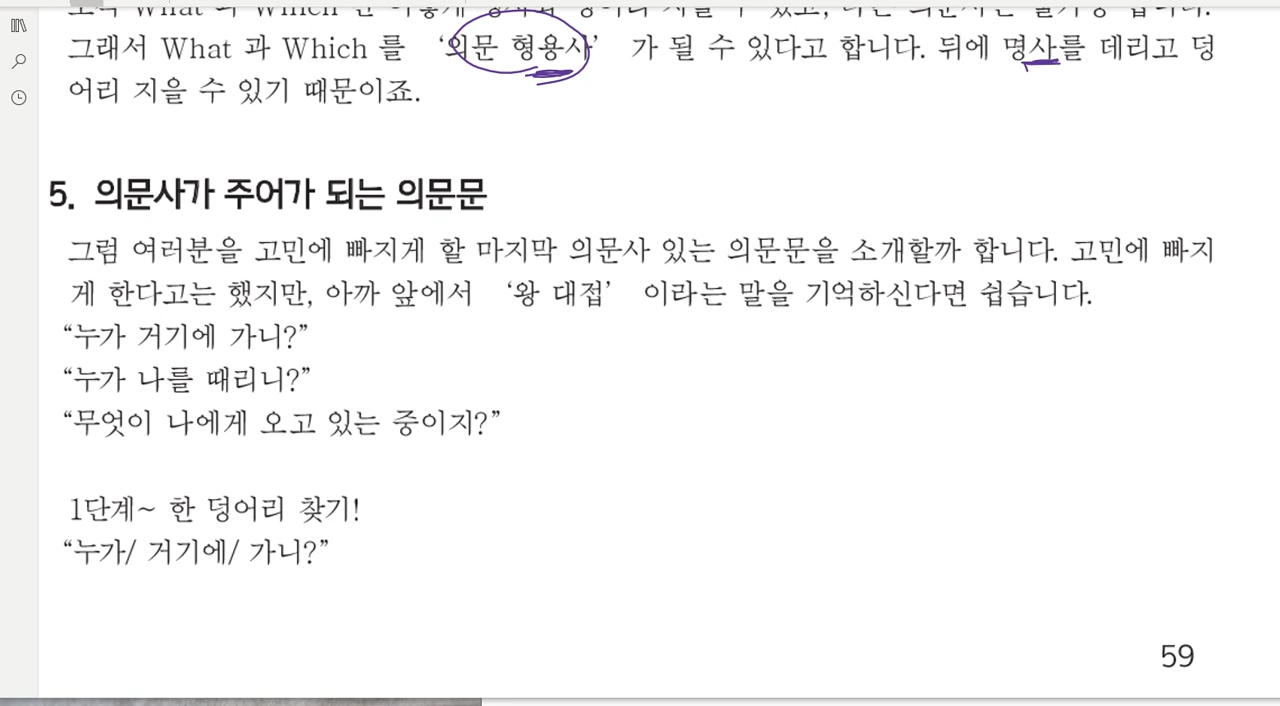 What 과 Which
그래서 What 과 Which 를 ‘의문 형용사’ 가 될 수 있다고 합니다. 뒤에 명사를 데리고 덩
어리 지을 수 있기 때문이죠.
5. 의문사가 주어가 되는 의문문
그럼 여러분을 고민에 빠지게 할 마지막 의문사 있는 의문문을 소개할까 합니다. 고민에 빠지
게 한다고는 했지만, 아까 앞에서 ‘왕 대접’ 이라는 말을 기억하신다면 쉽습니다.
“누가 거기에 가니?”
“누가 나를 때리니?”
“무엇이 나에게 오고 있는 중이지?”
1단계~ 한 덩어리 찾기!
“누가/ 거기에/ 가니?”
59